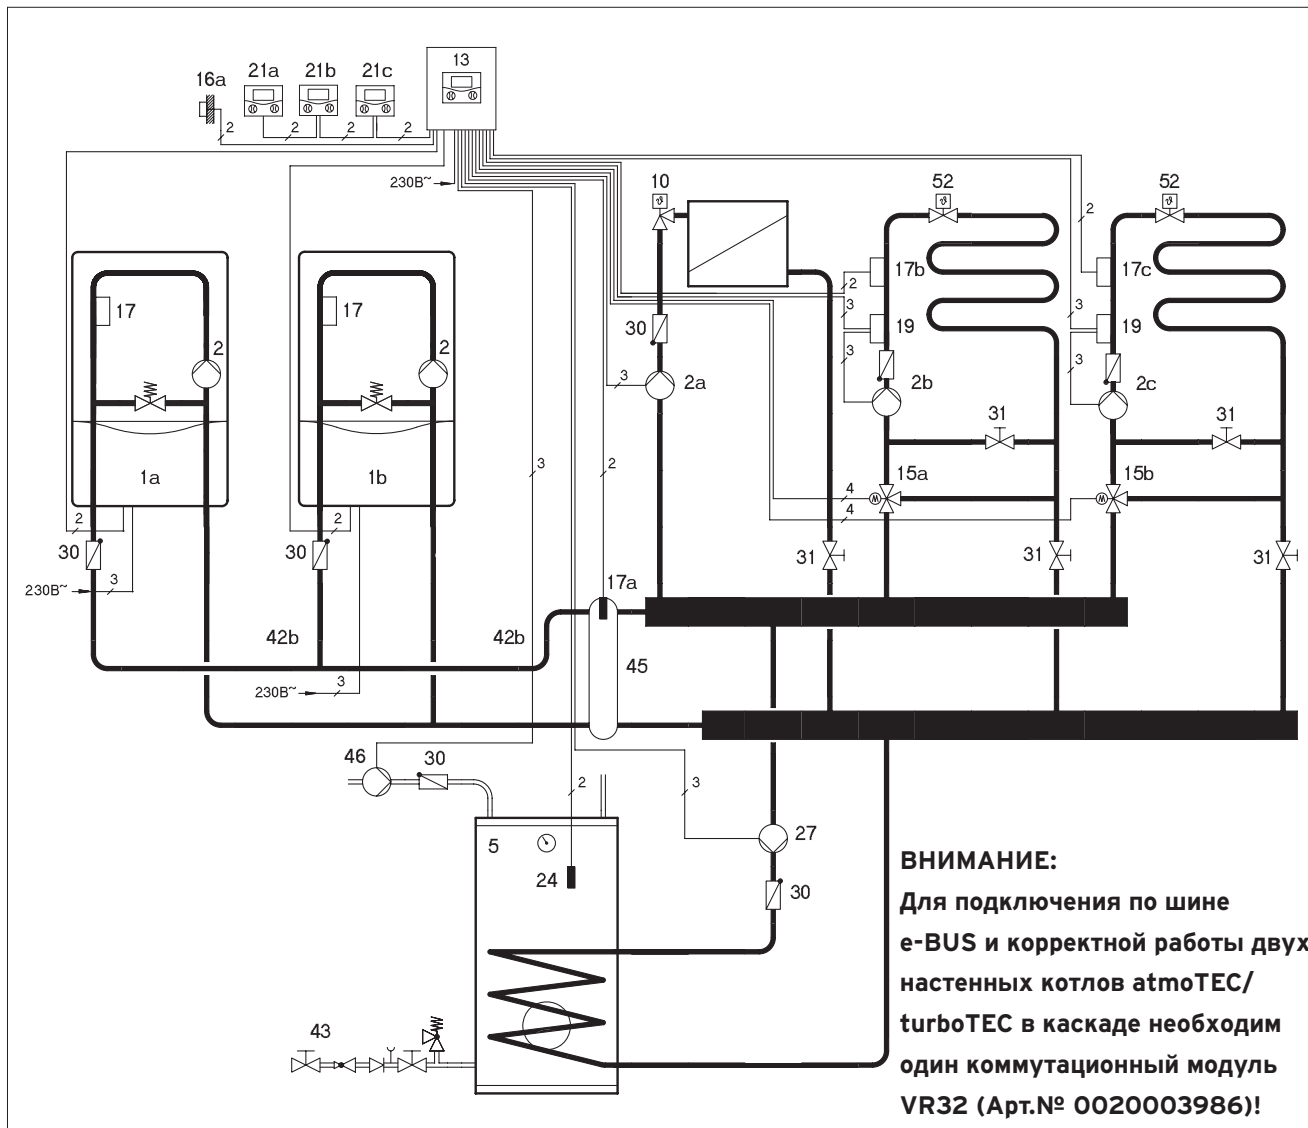 13
21a 21b 21c
16a
2 2 2 2
230В~
10 52 52
2
17b 17c
2
17 17
3 3
30 19 19
2 2
3 3 3
2a 2b 2c
31 31
3 2
1a 1b
15a 15b
4
4
2 2
30 30
31 31 31
3
230В~
17a
42b 42b
45
3
230В~
46 30
2 3
5
27
24
30
43
ВНИМАНИЕ:
Для подключения по шине
e-BUS и корректной работы двух
настенных котлов atmoTEC/
turboTEC в каскаде необходим
один коммутационный модуль
VR32 (Арт.№ 0020003986)!